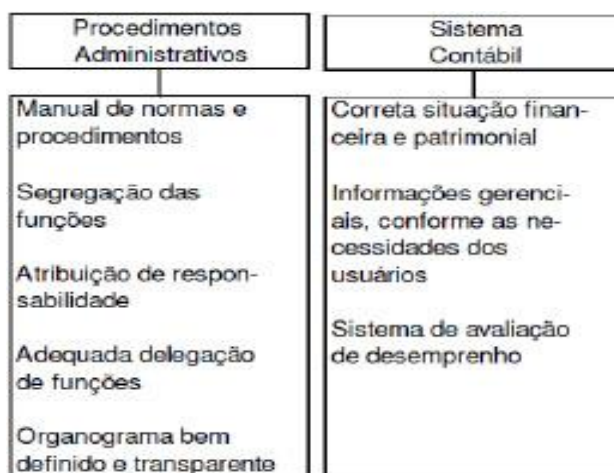 Procedimentos
Administrativos
Manual de normas e
procedimentos
Segregação das
funções
Atribuição de respon-
sabilidade
Adequada delegação
de funções
Organograma bem
definido e transparente
Sistema
Contábil
Correta situação finan-
ceira e patrimonial
Informações gerenci-
ais, conforme as ne-
cessidades dos
usuários
Sistema de avaliação
de desemprenho